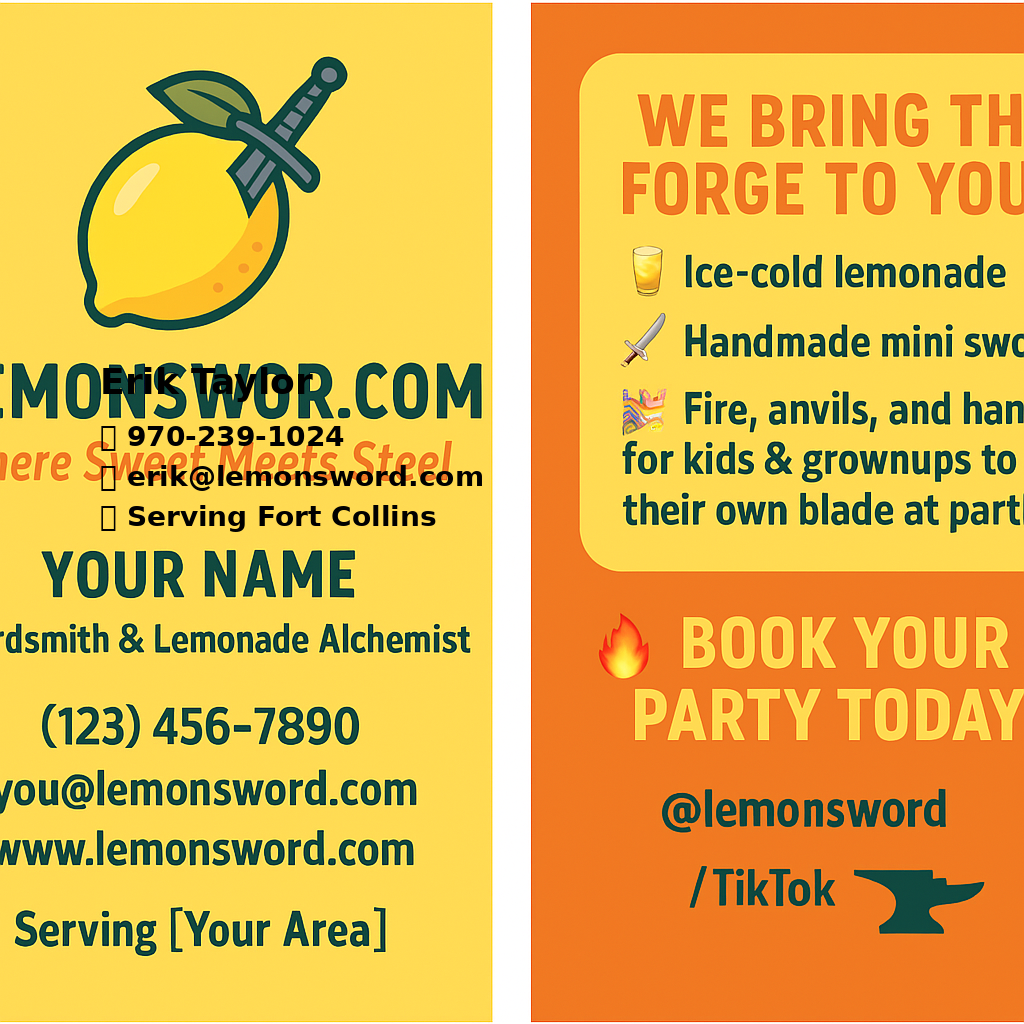 EMONSWOR.COM
Erik Taylor
970-239-1024
here Sweet Meets Steel
erik@lemonsword.com
Serving Fort Collins
YOUR NAME
rdsmith & Lemonade Alchemist
(123) 456-7890
you@lemonsword.com
www.lemonsword.com
Serving [Your Area]
WE BRING TH
FORGE TO YOU
Ice-cold lemonade
Handmade mini swo
Fire, anvils, and han
for kids & grownups to
their own blade at part
BOOK YOUR
PARTY TODAY
@lemonsword
/TikTok